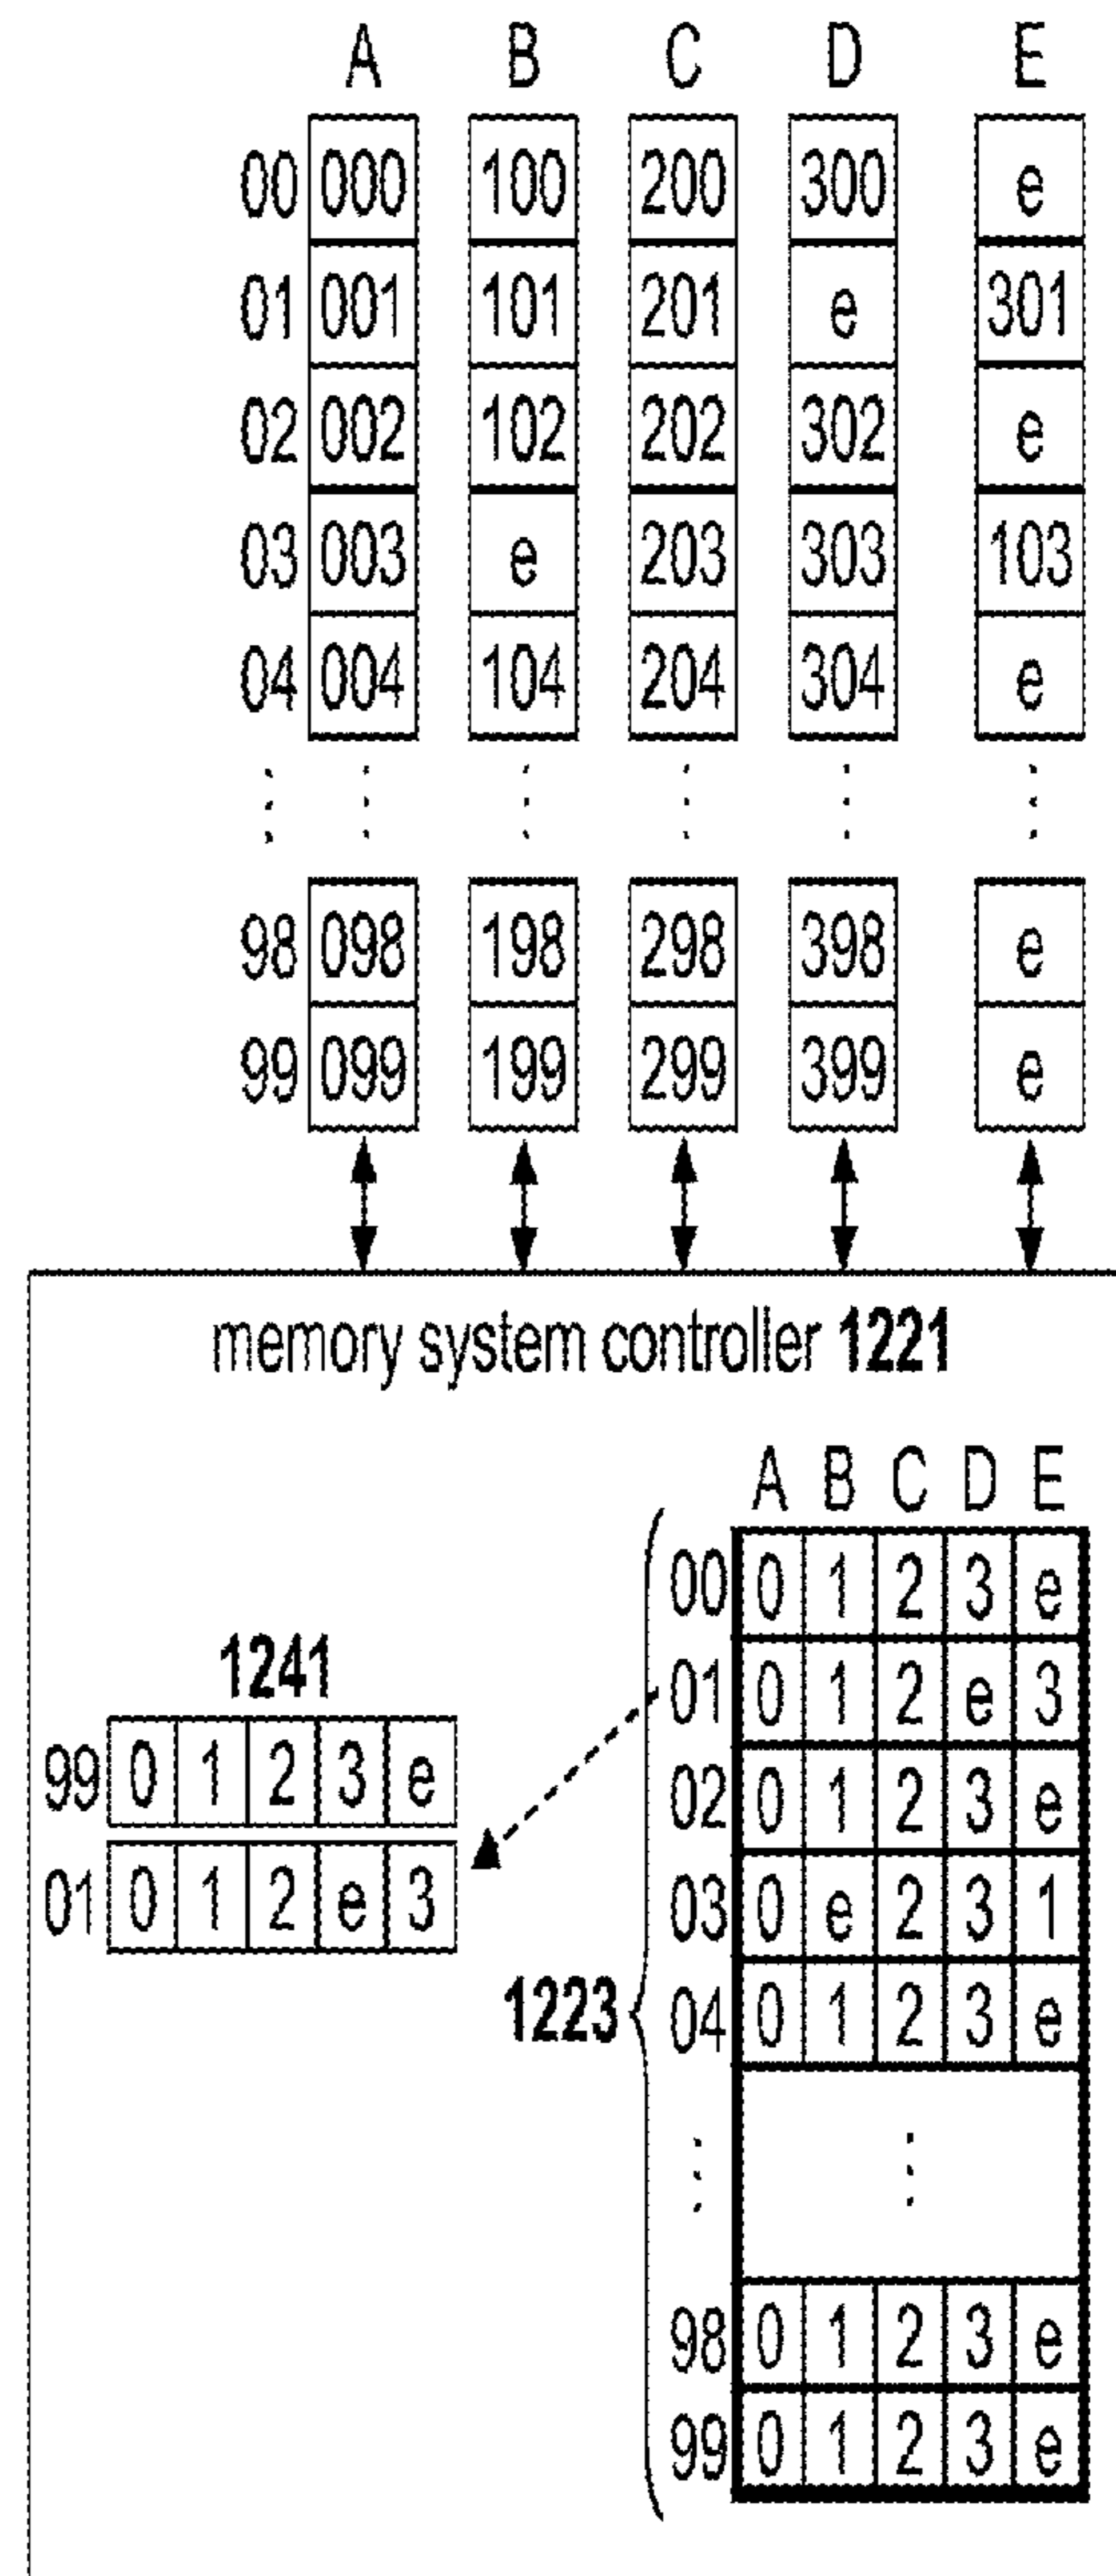 A B C D E
00 000 100 200 300 e
01 001 101 201 e 301
02 002 102 202 302 e
03 003 e 203 303 103
04 004 104 204 304 e
98 098 198 298 398 e
99 099 199 299 399 e
memory system controller 1221
A B C D E
00 0 1 2 3 e
1241
01 0 1 2 e 3
99 0 1 2 3 e
02 0 1 2 3 e
01 0 1 2 e 3
03 0 e 2 3 1
1223
04 0 1 2 3 e
98 0 1 2 3 e
99 0 1 2 3 e